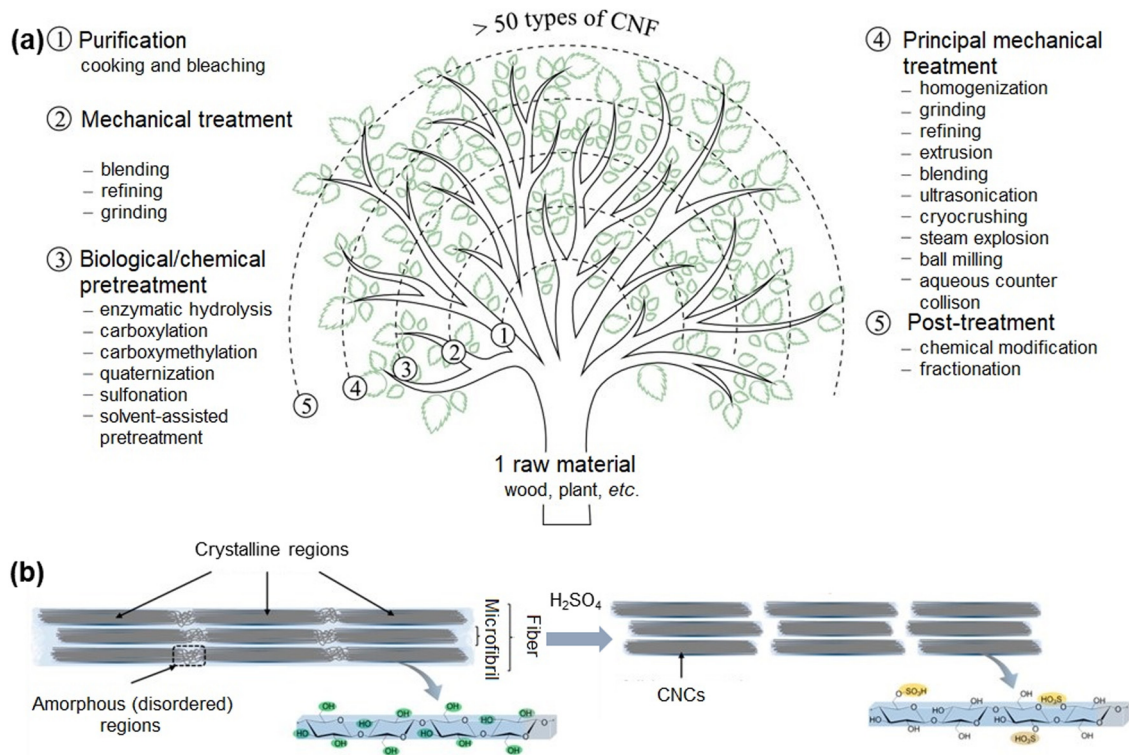 (a)
① Purification
cooking and bleaching
② Mechanical treatment
– blending
– refining
– grinding
③ Biological/chemical
pretreatment
– enzymatic hydrolysis
– carboxylation
– carboxymethylation
– quaternization
– sulfonation
– solvent-assisted
pretreatment
> 50 types of CNF
① ② ③ ④ ⑤
1 raw material
wood, plant, etc.
④ Principal mechanical
treatment
– homogenization
– grinding
– refining
– extrusion
– blending
– ultrasonication
– cryocrushing
– steam explosion
– ball milling
– aqueous counter
collison
⑤ Post-treatment
– chemical modification
– fractionation
(b)
Crystalline regions
Microfibril
Fiber
Amorphous (disordered)
regions
H₂SO₄
CNCs